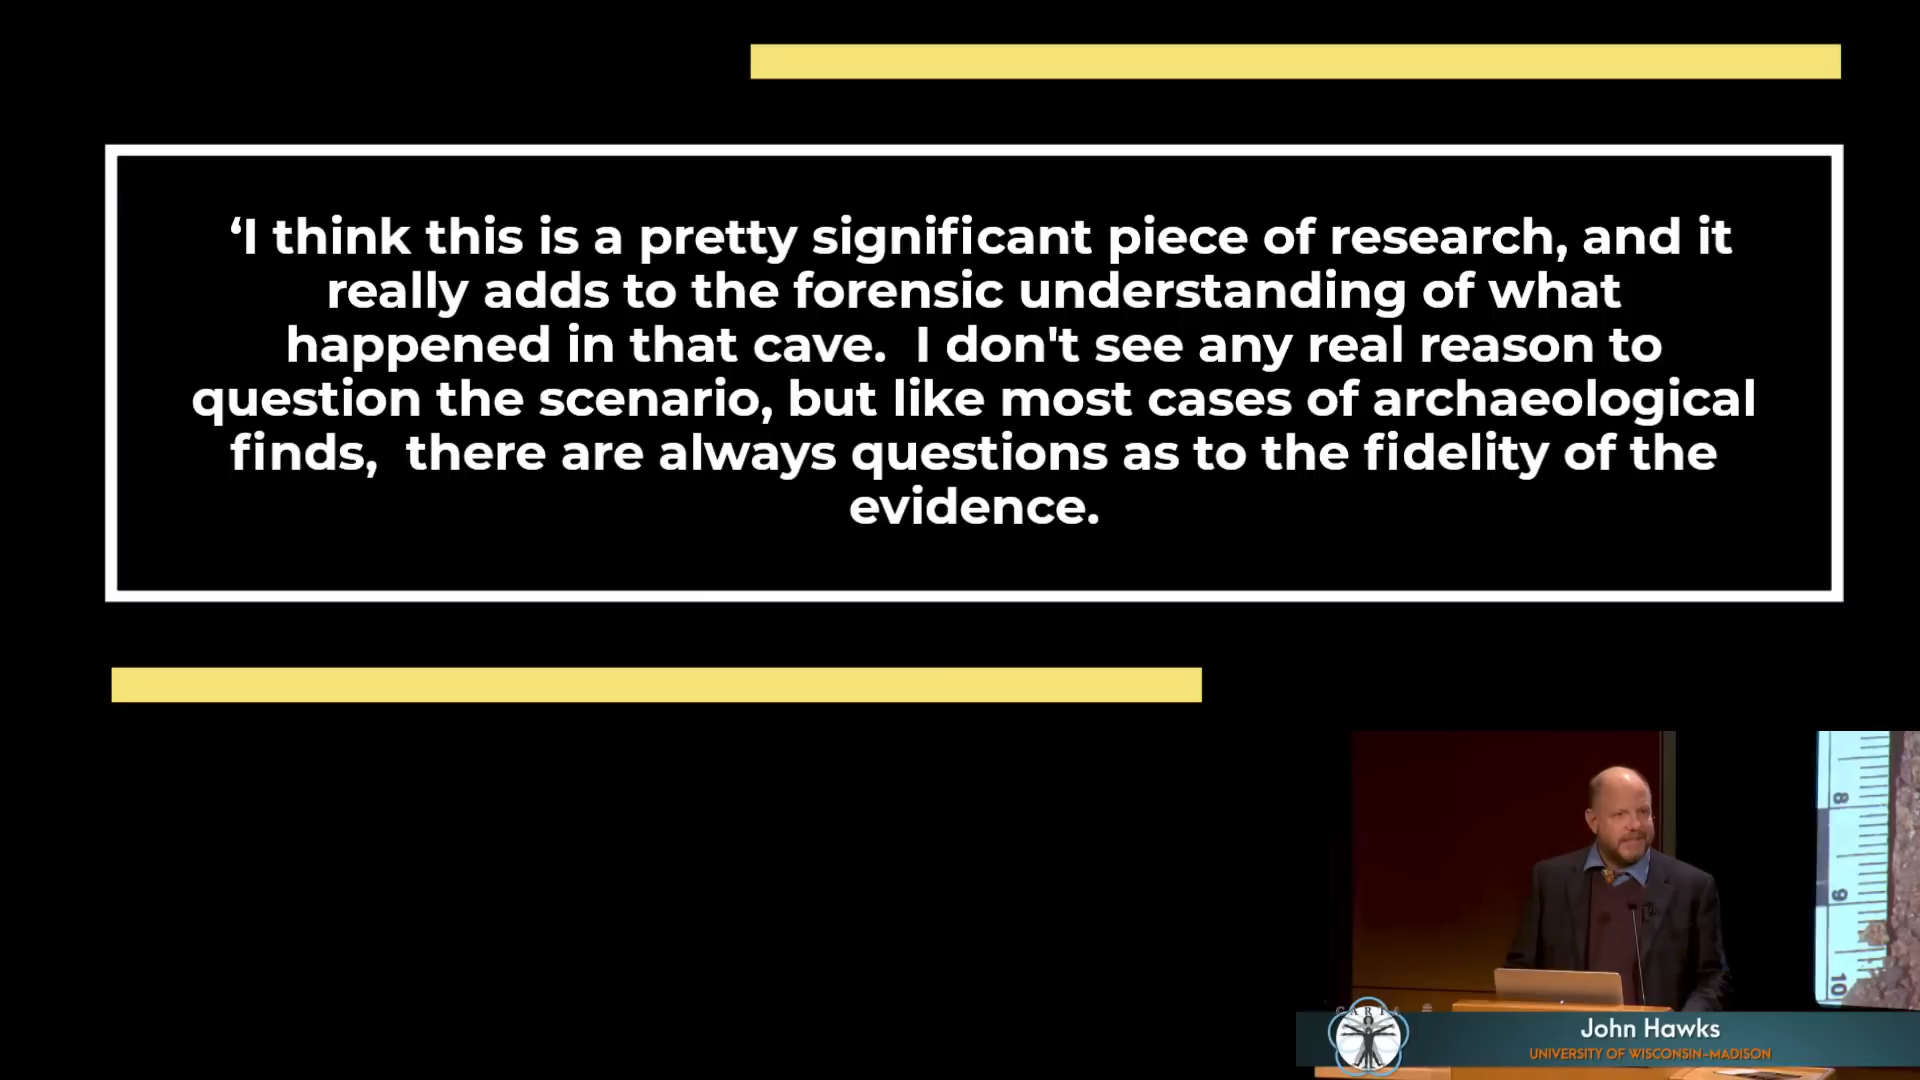 ‘I think this is a pretty significant piece of research, and it
really adds to the forensic understanding of what
happened in that cave.  I don't see any real reason to
question the scenario, but like most cases of archaeological
finds,  there are always questions as to the fidelity of the
evidence.
8
9
10
CARTA
John Hawks
UNIVERSITY OF WISCONSIN-MADISON